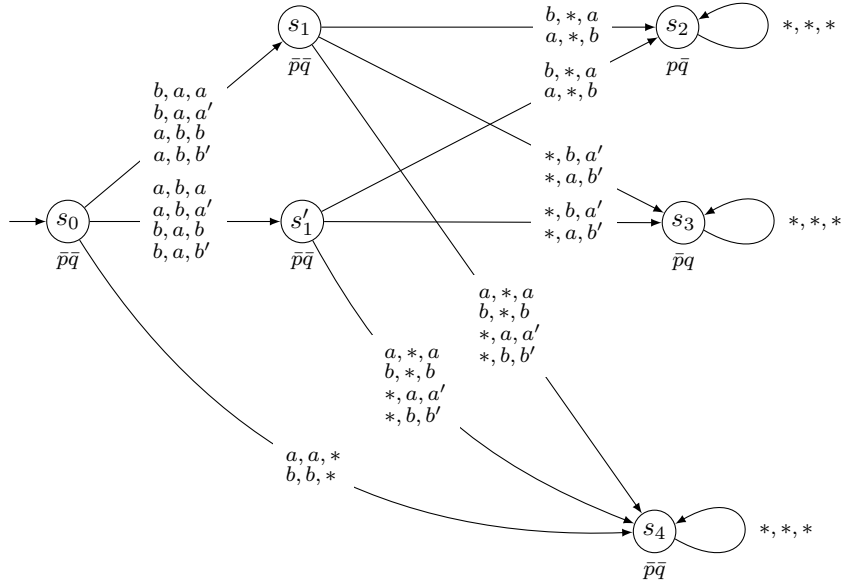 s₁
p̄q̄
b, ∗, a
a, ∗, b
s₂
pq̄
∗, ∗, ∗
b, a, a
b, a, a′
a, b, b
a, b, b′
b, ∗, a
a, ∗, b
∗, b, a′
∗, a, b′
s₀
p̄q̄
a, b, a
a, b, a′
b, a, b
b, a, b′
s′₁
p̄q̄
∗, b, a′
∗, a, b′
s₃
p̄q
∗, ∗, ∗
a, ∗, a
b, ∗, b
∗, a, a′
∗, b, b′
a, ∗, a
b, ∗, b
∗, a, a′
∗, b, b′
a, a, ∗
b, b, ∗
s₄
p̄q̄
∗, ∗, ∗